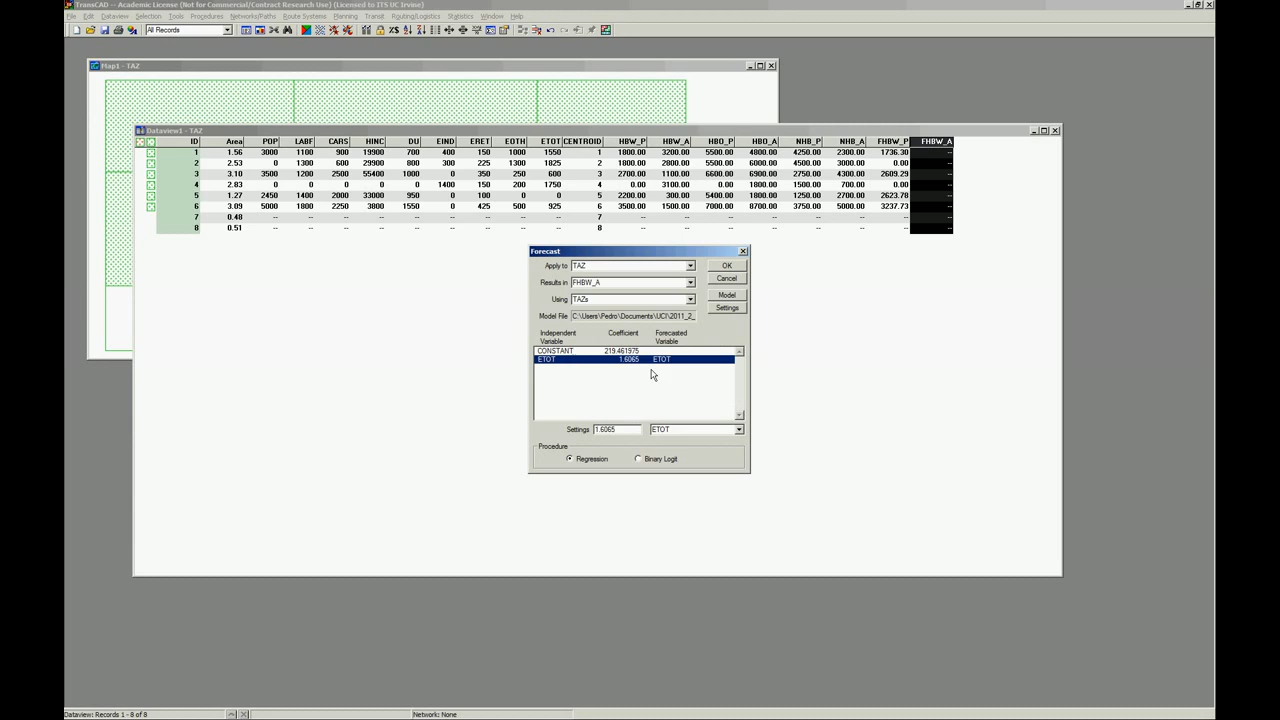 TransCAD -- Academic License (Not for Commercial/Contract Research Use) (Licensed to ITS UC Irvine)
File Edit Dataview Selection Tools Procedures Networks/Paths Route Systems Planning Transit Routing/Logistics Statistics Window Help
All Records
Map1 - TAZ
Dataview1 - TAZ
ID Area POP LABF CARS HINC DU EIND ERET EOTH ETOT CENTROID HBW_P HBW_A HBO_P HBO_A NHB_P NHB_A FHBW_P FHBW_A
1 1.56 3000 1100 900 19900 700 400 150 1000 1550 1 1800.00 3200.00 5500.00 4800.00 4250.00 2300.00 1736.30 --
2 2.53 0 1300 600 29900 800 300 225 1300 1825 2 1800.00 2800.00 5500.00 6000.00 4500.00 3000.00 0.00 --
3 3.10 3500 1200 2500 55400 1000 0 350 250 600 3 2700.00 1100.00 6600.00 6900.00 2750.00 4300.00 2609.29 --
4 2.83 0 0 0 0 0 1400 150 200 1750 4 0.00 3100.00 0.00 1800.00 1500.00 700.00 0.00 --
5 1.27 2450 1400 2000 33000 950 0 100 0 0 5 2200.00 300.00 5400.00 1800.00 1250.00 2700.00 2623.78 --
6 3.09 5000 1800 2250 3800 1550 0 425 500 925 6 3500.00 1500.00 7000.00 8700.00 3750.00 5000.00 3237.73 --
7 0.48 -- -- -- -- -- -- -- -- -- 7 -- -- -- -- -- -- -- --
8 0.51 -- -- -- -- -- -- -- -- -- 8 -- -- -- -- -- -- -- --
Forecast
Apply to TAZ OK
Results in FHBW_A Cancel
Using TAZs Model
Model File C:\Users\Pedro\Documents\UCI\2011_2_ Settings
Independent Variable Coefficient Forecasted Variable
CONSTANT 219.461975
ETOT 1.6065 ETOT
Settings 1.6065 ETOT
Procedure
Regression Binary Logit
Dataview: Records 1 - 8 of 8 Network: None